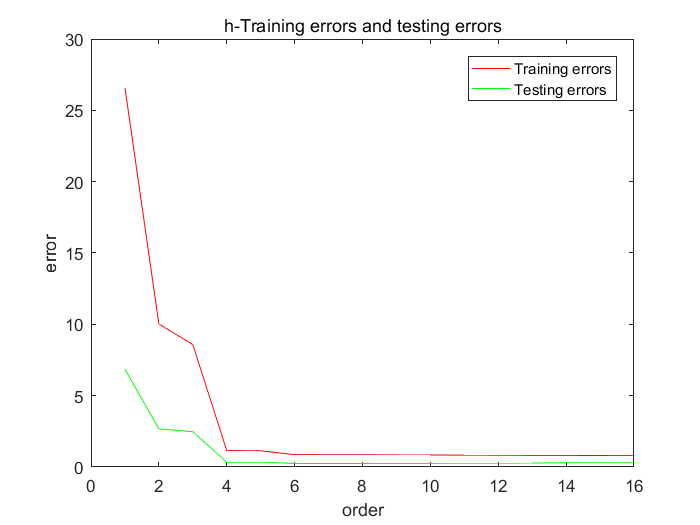 h-Training errors and testing errors
Training errors
Testing errors
error
30
25
20
15
10
5
0
0 2 4 6 8 10 12 14 16
order